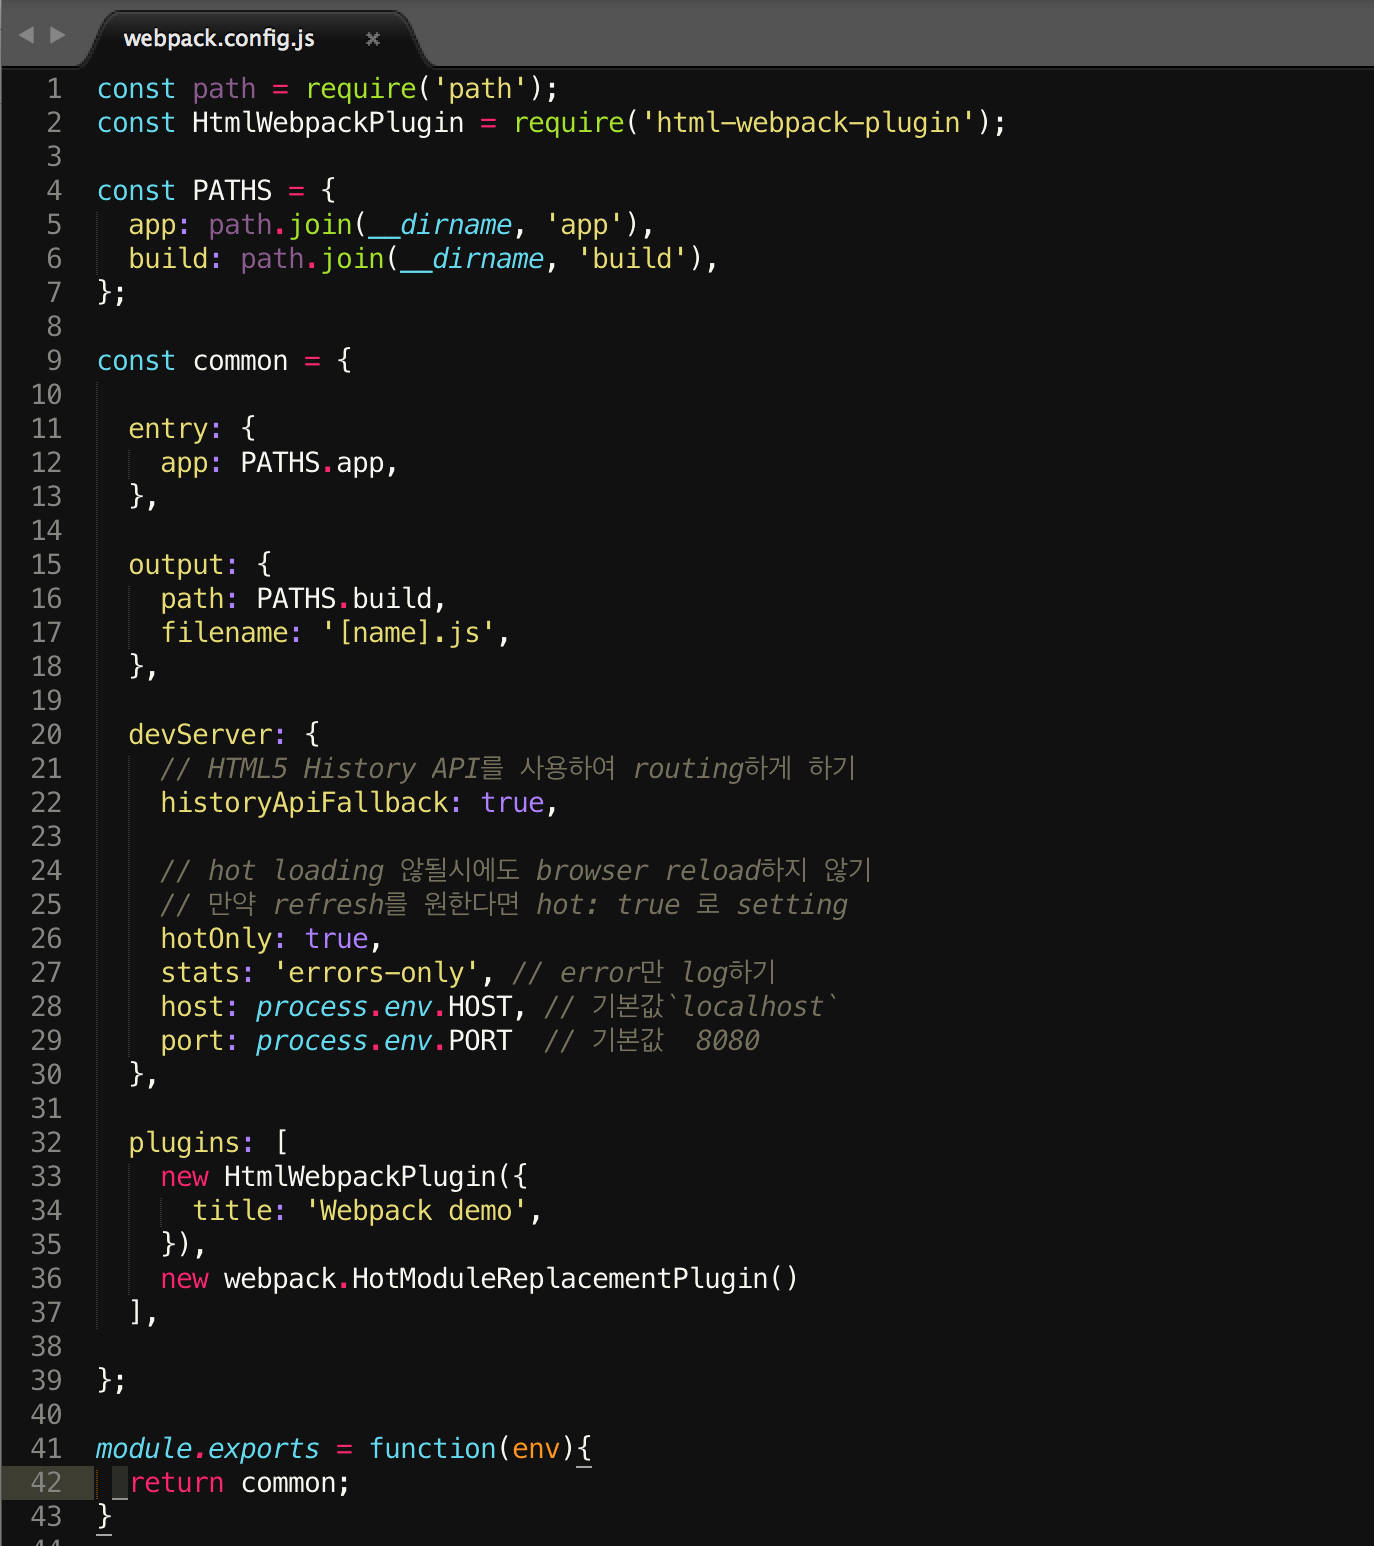 webpack.config.js
1 const path = require('path');
2 const HtmlWebpackPlugin = require('html-webpack-plugin');
3
4 const PATHS = {
5   app: path.join(__dirname, 'app'),
6   build: path.join(__dirname, 'build'),
7 };
8
9 const common = {
10
11   entry: {
12     app: PATHS.app,
13   },
14
15   output: {
16     path: PATHS.build,
17     filename: '[name].js',
18   },
19
20   devServer: {
21     // HTML5 History API를 사용하여 routing하게 하기
22     historyApiFallback: true,
23
24     // hot loading 않될시에도 browser reload하지 않기
25     // 만약 refresh를 원한다면 hot: true 로 setting
26     hotOnly: true,
27     stats: 'errors-only', // error만 log하기
28     host: process.env.HOST, // 기본값`localhost`
29     port: process.env.PORT  // 기본값  8080
30   },
31
32   plugins: [
33     new HtmlWebpackPlugin({
34       title: 'Webpack demo',
35     }),
36     new webpack.HotModuleReplacementPlugin()
37   ],
38
39 };
40
41 module.exports = function(env){
42   return common;
43 }
44